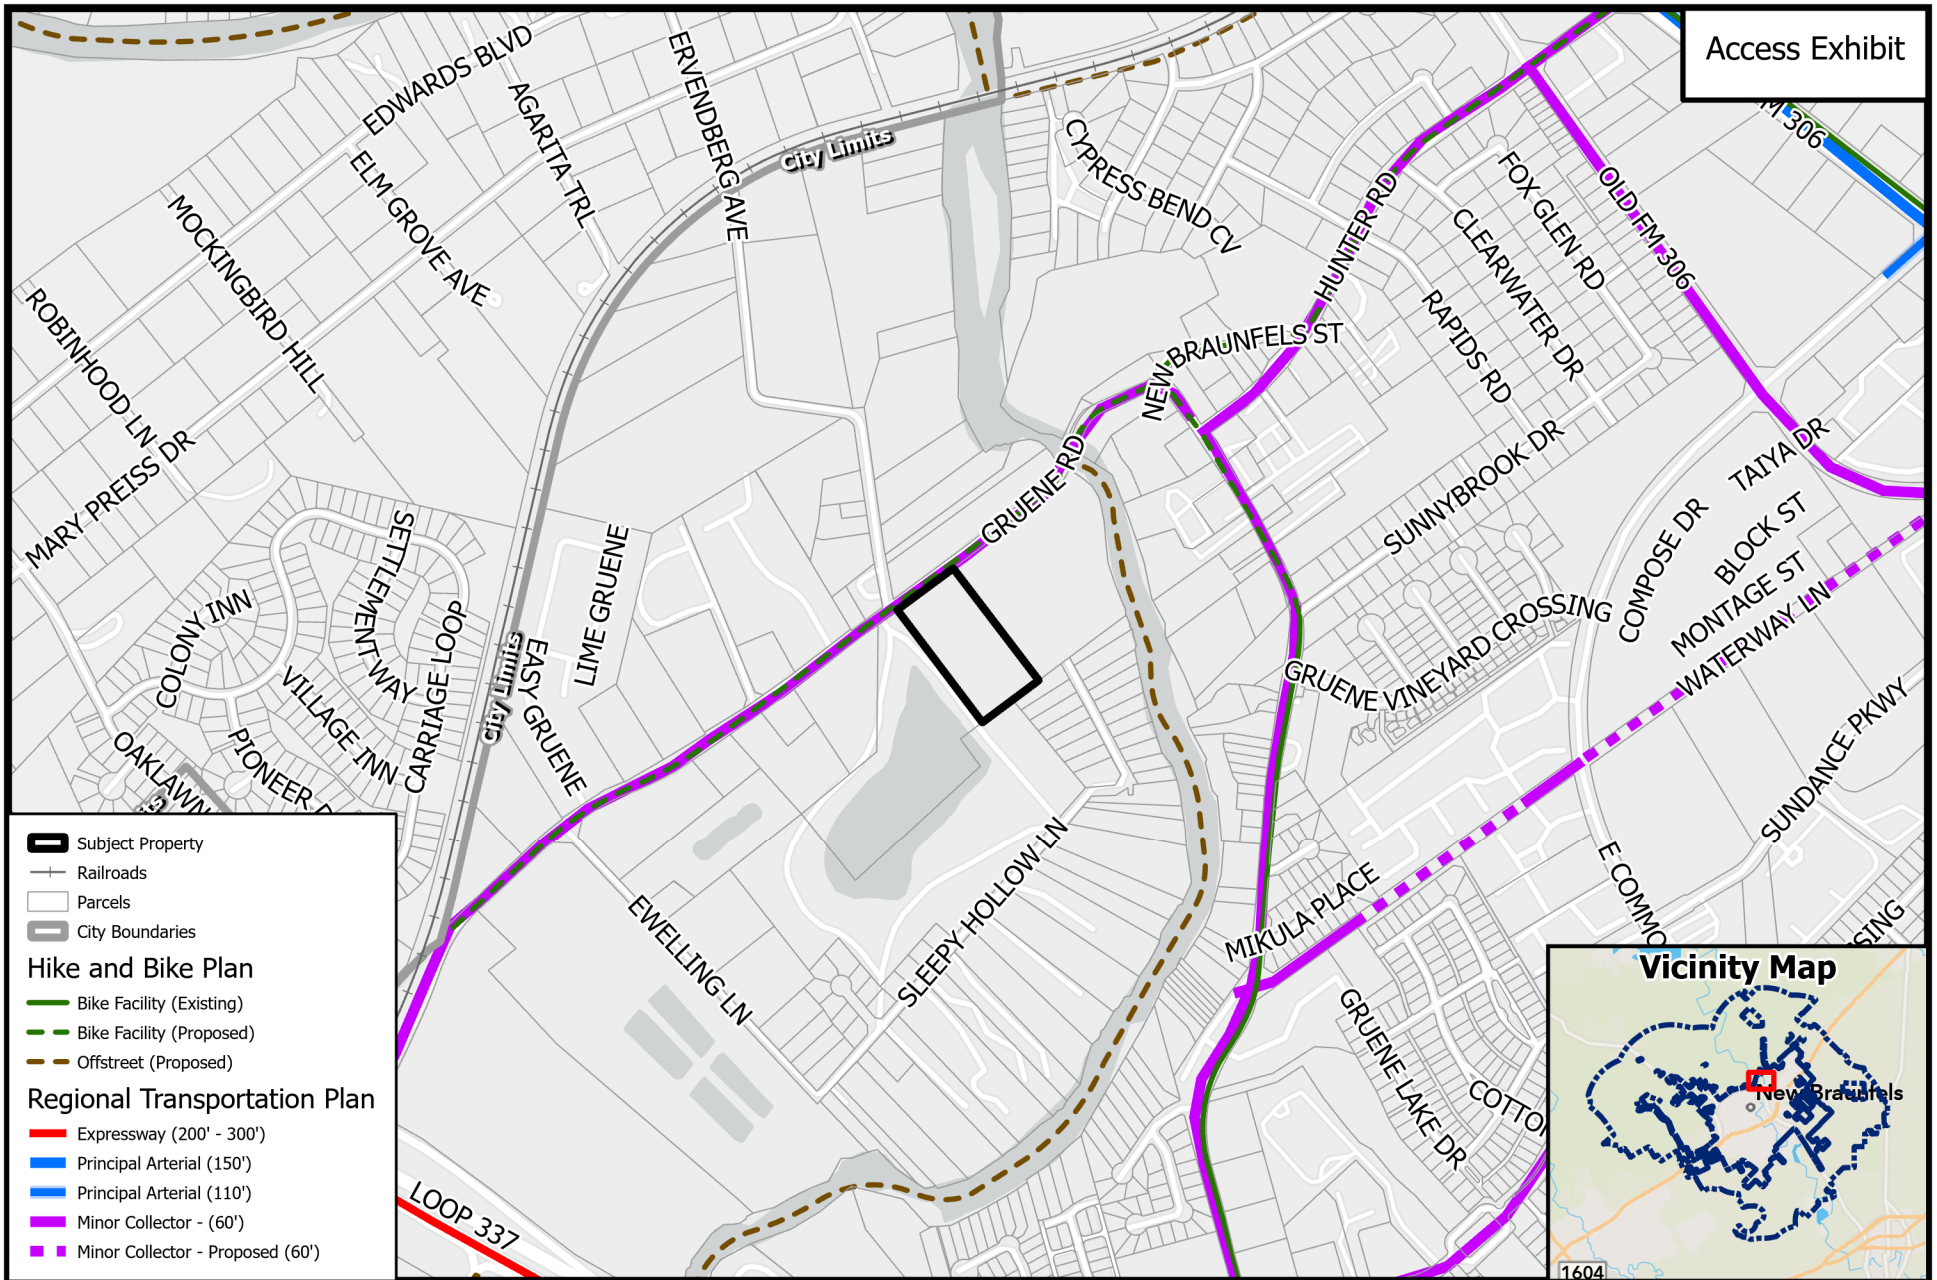 Access Exhibit
EDWARDS BLVD
AGARITA TRL
ERVENDBERG AVE
City Limits
ELM GROVE AVE
MOCKINGBIRD HILL
ROBINHOOD LN
MARY PREISS DR
CYPRESS BEND CV
HUNTER RD
FOX GLEN RD
CLEARWATER DR
RAPIDS RD
OLD FM 306
M 306
NEW BRAUNFELS ST
GRUENE RD
SUNNYBROOK DR
TAIYA DR
BLOCK ST
COMPOSE DR
MONTAGE ST
WATERWAY LN
GRUENE VINEYARD CROSSING
SUNDANCE PKWY
SETTLEMENT WAY
COLONY INN
VILLAGE INN
CARRIAGE LOOP
PIONEER D
OAKLAWN
City Limits
LIME GRUENE
EASY GRUENE
EWELLING LN
SLEEPY HOLLOW LN
MIKULA PLACE
GRUENE LAKE DR
E COMMO
SSING
COTTO
LOOP 337
Subject Property
Railroads
Parcels
City Boundaries
Hike and Bike Plan
Bike Facility (Existing)
Bike Facility (Proposed)
Offstreet (Proposed)
Regional Transportation Plan
Expressway (200' - 300')
Principal Arterial (150')
Principal Arterial (110')
Minor Collector - (60')
Minor Collector - Proposed (60')
Vicinity Map
New Braunfels
1604